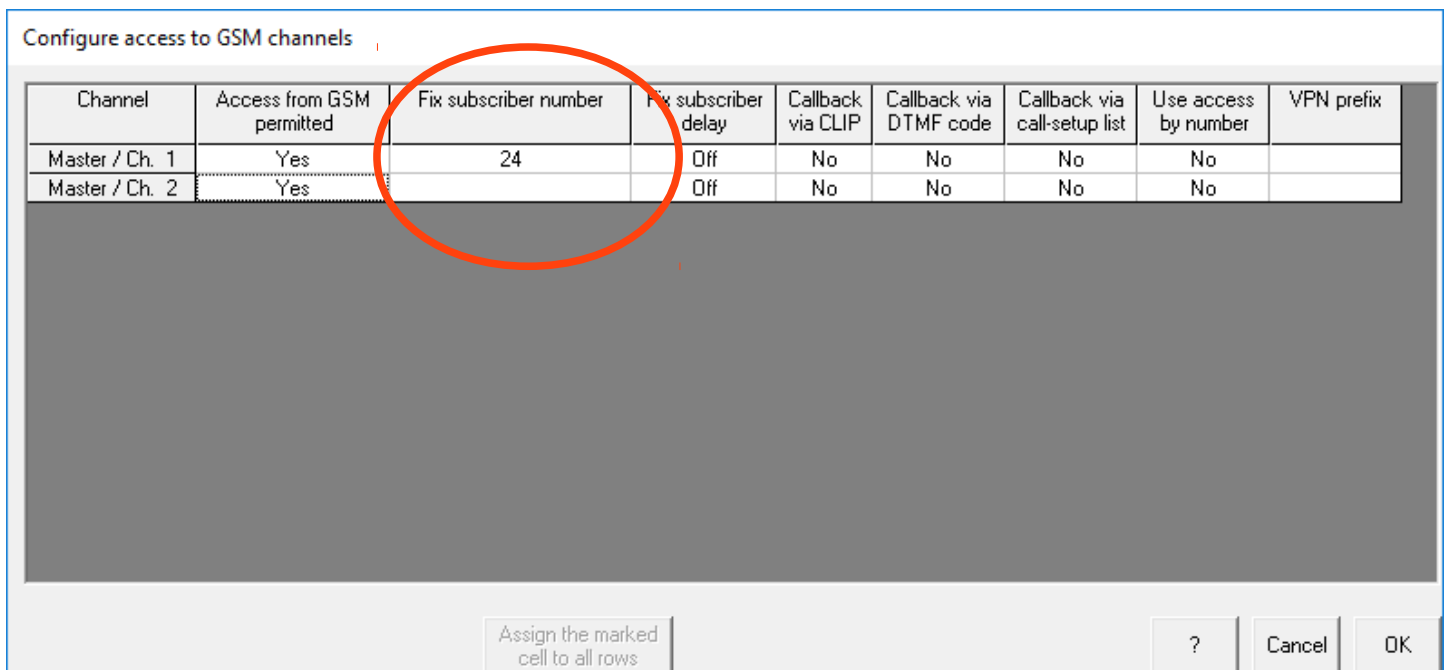 Configure access to GSM channels
Channel Access from GSM permitted Fix subscriber number Fix subscriber delay Callback via CLIP Callback via DTMF code Callback via call-setup list Use access by number VPN prefix
Master / Ch. 1 Yes 24 Off No No No No
Master / Ch. 2 Yes Off No No No No
Assign the marked
cell to all rows
? Cancel OK